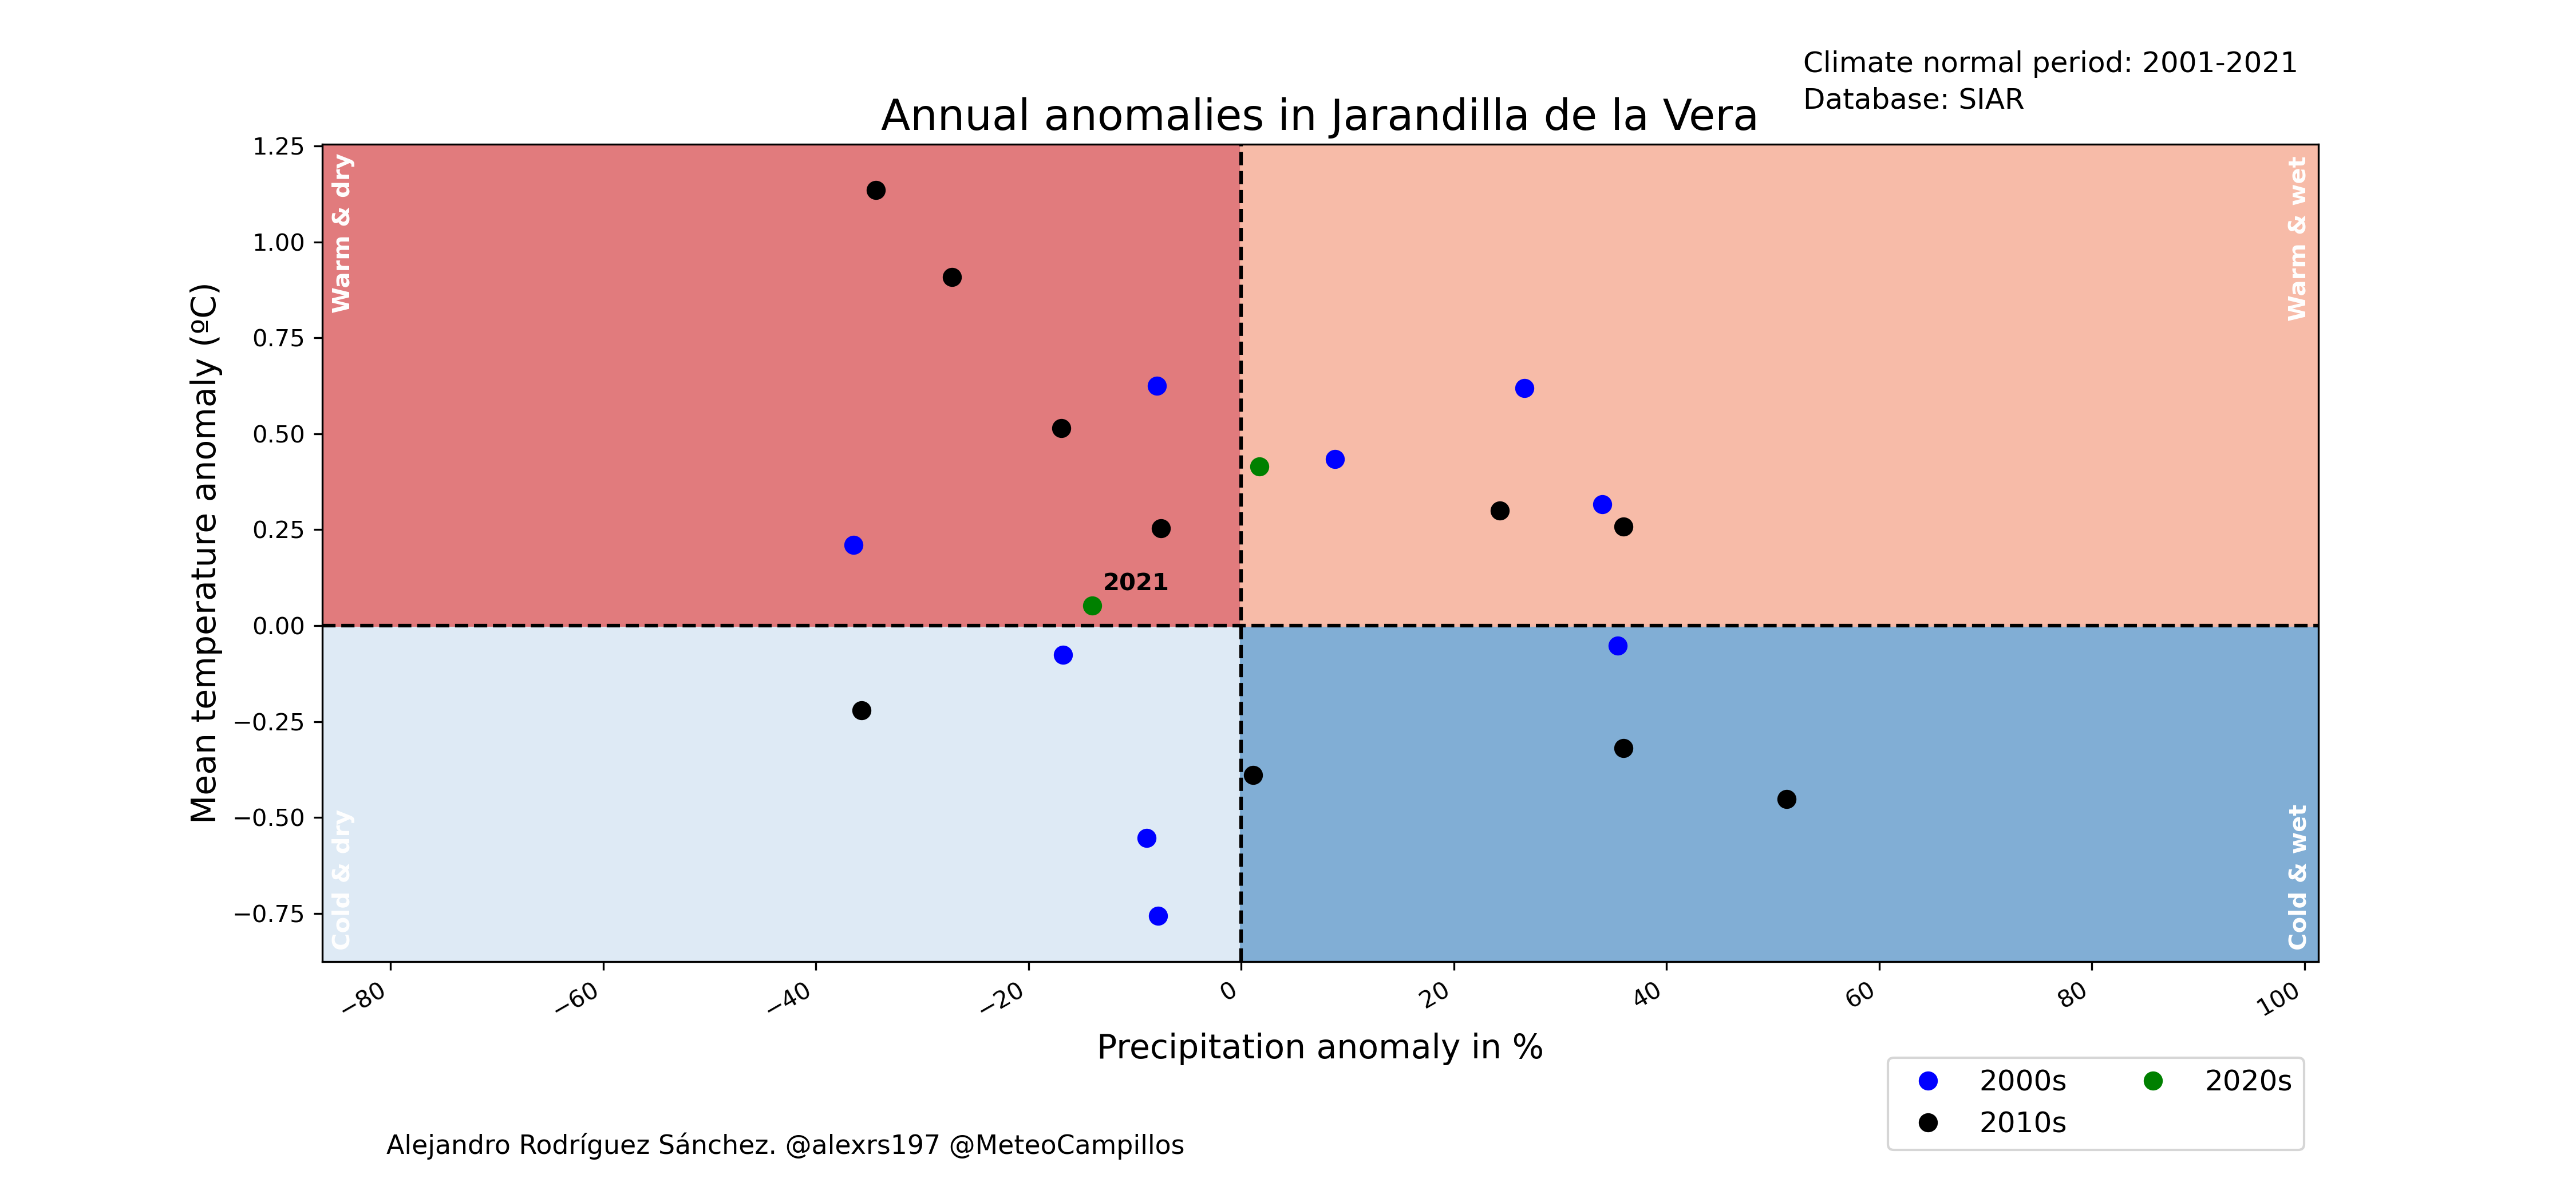 Climate normal period: 2001-2021
Database: SIAR
Annual anomalies in Jarandilla de la Vera
Mean temperature anomaly (ºC)
1.25
1.00
0.75
0.50
0.25
0.00
−0.25
−0.50
−0.75
Warm & dry
Warm & wet
2021
Cold & dry
Cold & wet
−80
−60
−40
−20
0
20
40
60
80
100
Precipitation anomaly in %
2000s
2010s
2020s
Alejandro Rodríguez Sánchez. @alexrs197 @MeteoCampillos